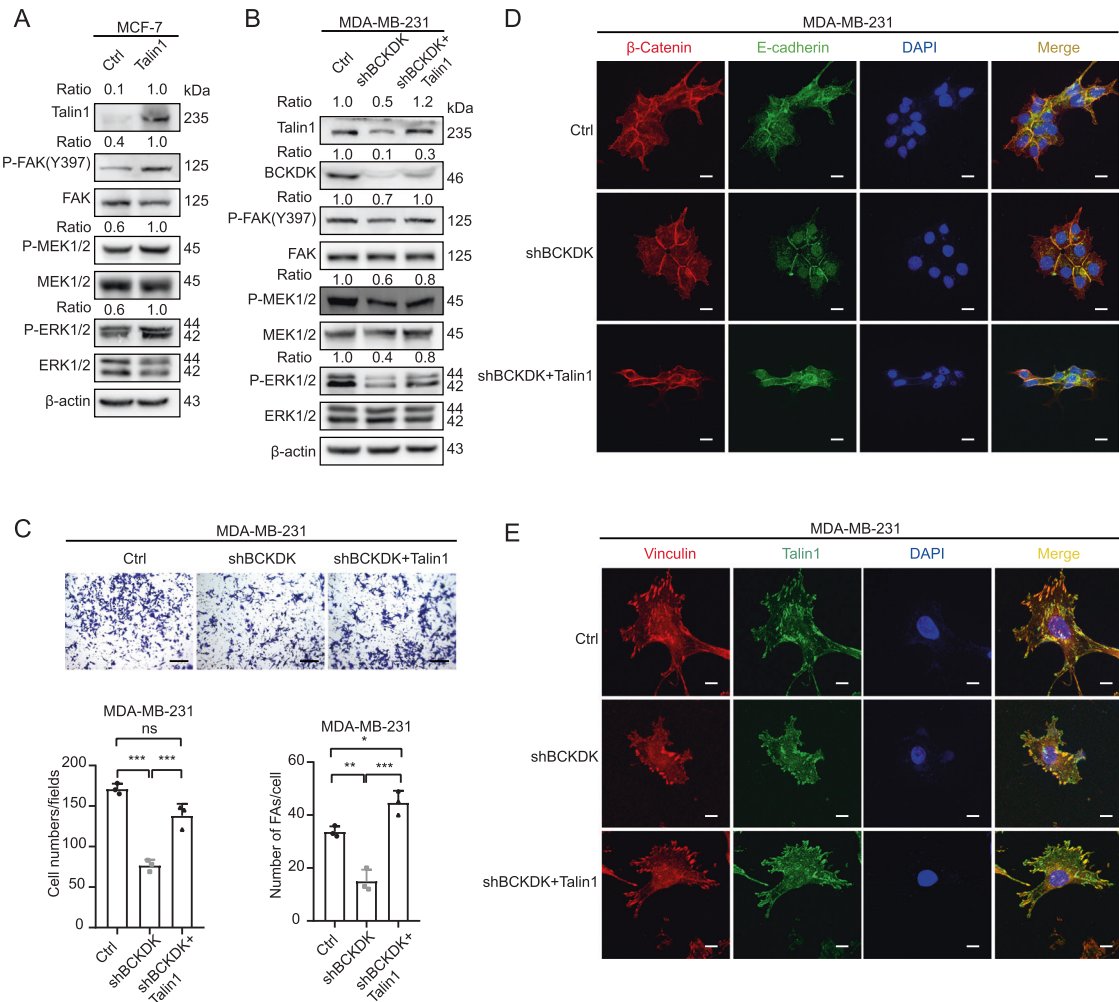 A
MCF-7
Ctrl
Talin1
Ratio 0.1 1.0 kDa
Talin1 235
Ratio 0.4 1.0
P-FAK(Y397) 125
FAK 125
Ratio 0.6 1.0
P-MEK1/2 45
MEK1/2 45
Ratio 0.6 1.0
P-ERK1/2 44
42
ERK1/2 44
42
β-actin 43
B
MDA-MB-231
Ctrl
shBCKDK
shBCKDK+
Talin1
Ratio 1.0 0.5 1.2 kDa
Talin1 235
Ratio 1.0 0.1 0.3
BCKDK 46
Ratio 1.0 0.7 1.0
P-FAK(Y397) 125
FAK 125
Ratio 1.0 0.6 0.8
P-MEK1/2 45
MEK1/2 45
Ratio 1.0 0.4 0.8
P-ERK1/2 44
42
ERK1/2 44
42
β-actin 43
C
MDA-MB-231
Ctrl shBCKDK shBCKDK+Talin1
MDA-MB-231
ns
*** ***
Cell numbers/fields
200
150
100
50
0
Ctrl
shBCKDK
shBCKDK+
Talin1
MDA-MB-231
*
** ***
Number of FAs/cell
60
40
20
0
Ctrl
shBCKDK
shBCKDK+
Talin1
D
MDA-MB-231
β-Catenin E-cadherin DAPI Merge
Ctrl
shBCKDK
shBCKDK+Talin1
E
MDA-MB-231
Vinculin Talin1 DAPI Merge
Ctrl
shBCKDK
shBCKDK+Talin1